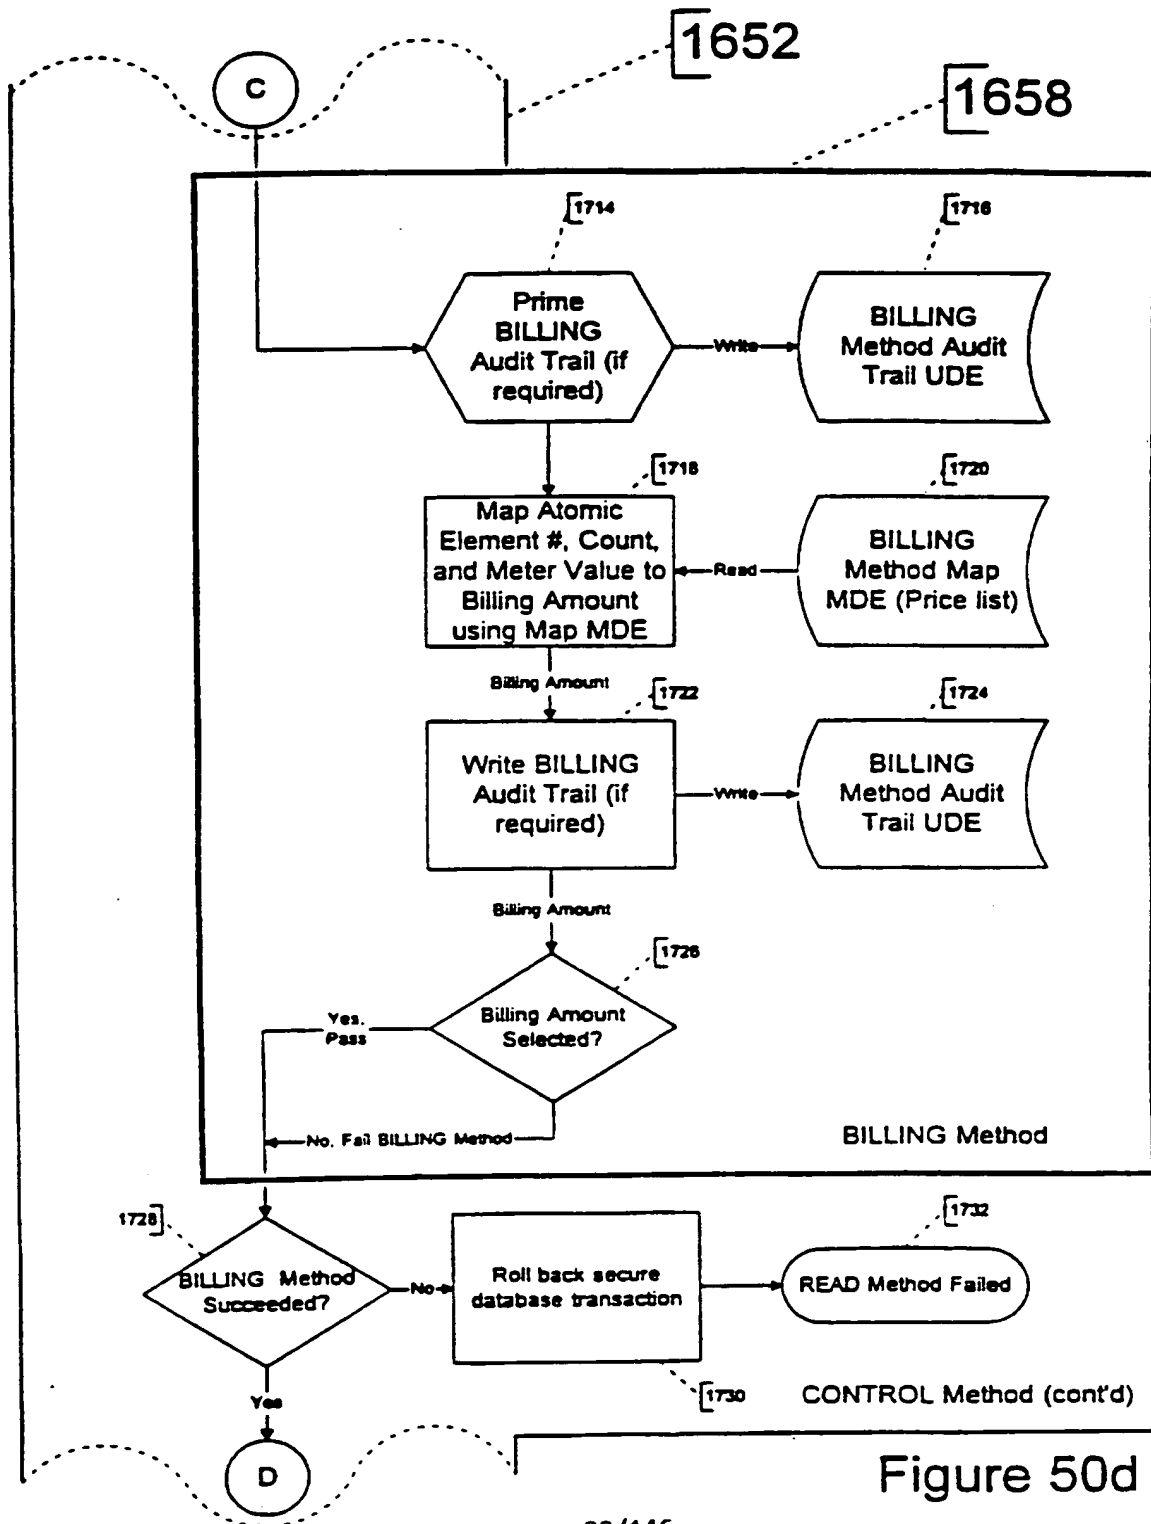 1652
C
1658
1714
1716
Prime
BILLING
Audit Trail (if
required)
Write
BILLING
Method Audit
Trail UDE
1718
1720
Map Atomic
Element #, Count,
and Meter Value to
Billing Amount
using Map MDE
Read
BILLING
Method Map
MDE (Price list)
Billing Amount
1722
1724
Write BILLING
Audit Trail (if
required)
Write
BILLING
Method Audit
Trail UDE
Billing Amount
1726
Billing Amount
Selected?
Yes,
Pass
No, Fail BILLING Method
BILLING Method
1728
1732
BILLING Method
Succeeded?
No
Roll back secure
database transaction
READ Method Failed
1730
CONTROL Method (cont'd)
Yes
D
Figure 50d